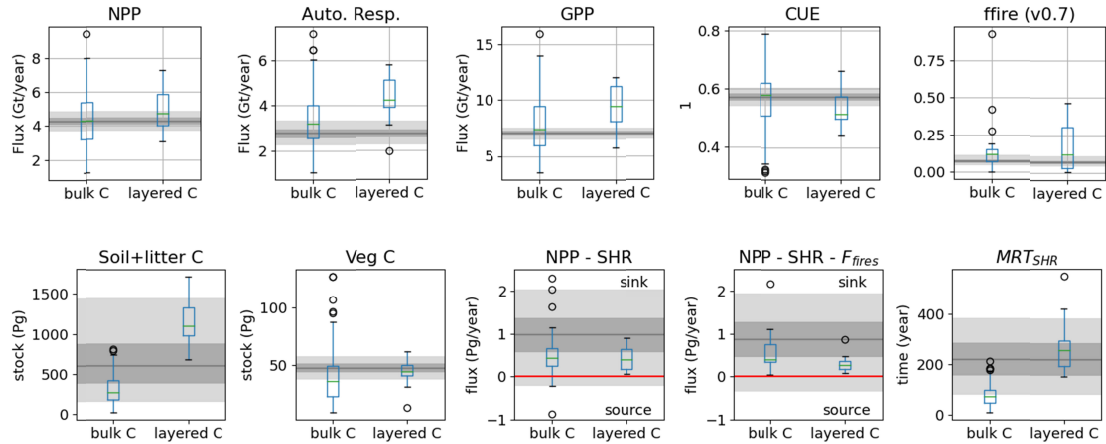 NPP
Auto. Resp.
GPP
CUE
ffire (v0.7)
Flux (Gt/year)
8
6
4
2
bulk C
layered C
Flux (Gt/year)
6
4
2
bulk C
layered C
Flux (Gt/year)
15
10
5
bulk C
layered C
1
0.8
0.6
0.4
bulk C
layered C
0.75
0.50
0.25
0.00
bulk C
layered C
Soil+litter C
Veg C
NPP - SHR
NPP - SHR - Ffires
MRTSHR
stock (Pg)
1500
1000
500
0
bulk C
layered C
stock (Pg)
100
50
bulk C
layered C
flux (Pg/year)
2
1
0
−1
sink
source
bulk C
layered C
flux (Pg/year)
2
1
0
−1
sink
source
bulk C
layered C
time (year)
400
200
0
bulk C
layered C